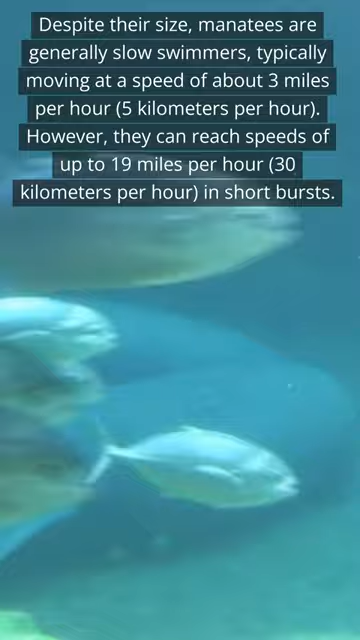 Despite their size, manatees are
generally slow swimmers, typically
moving at a speed of about 3 miles
per hour (5 kilometers per hour).
However, they can reach speeds of
up to 19 miles per hour (30
kilometers per hour) in short bursts.